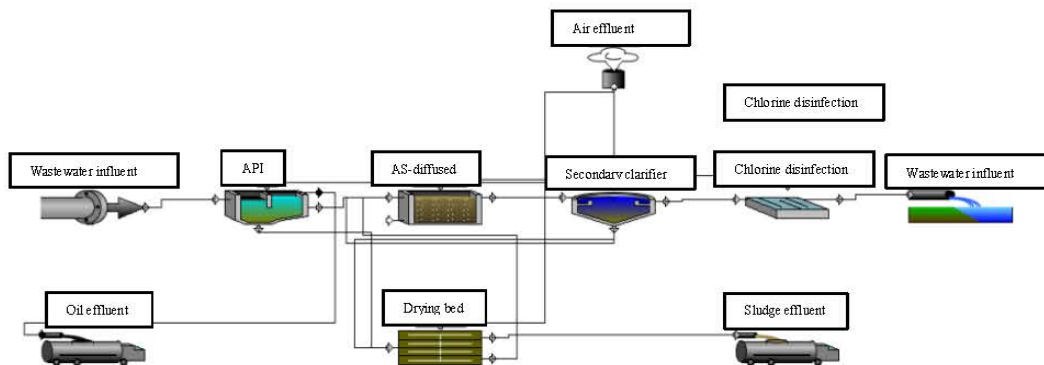 Air effluent
Chlorine disinfection
Wastewater influent
API
AS-diffused
Secondary clarifier
Chlorine disinfection
Wastewater influent
Oil effluent
Drying bed
Sludge effluent